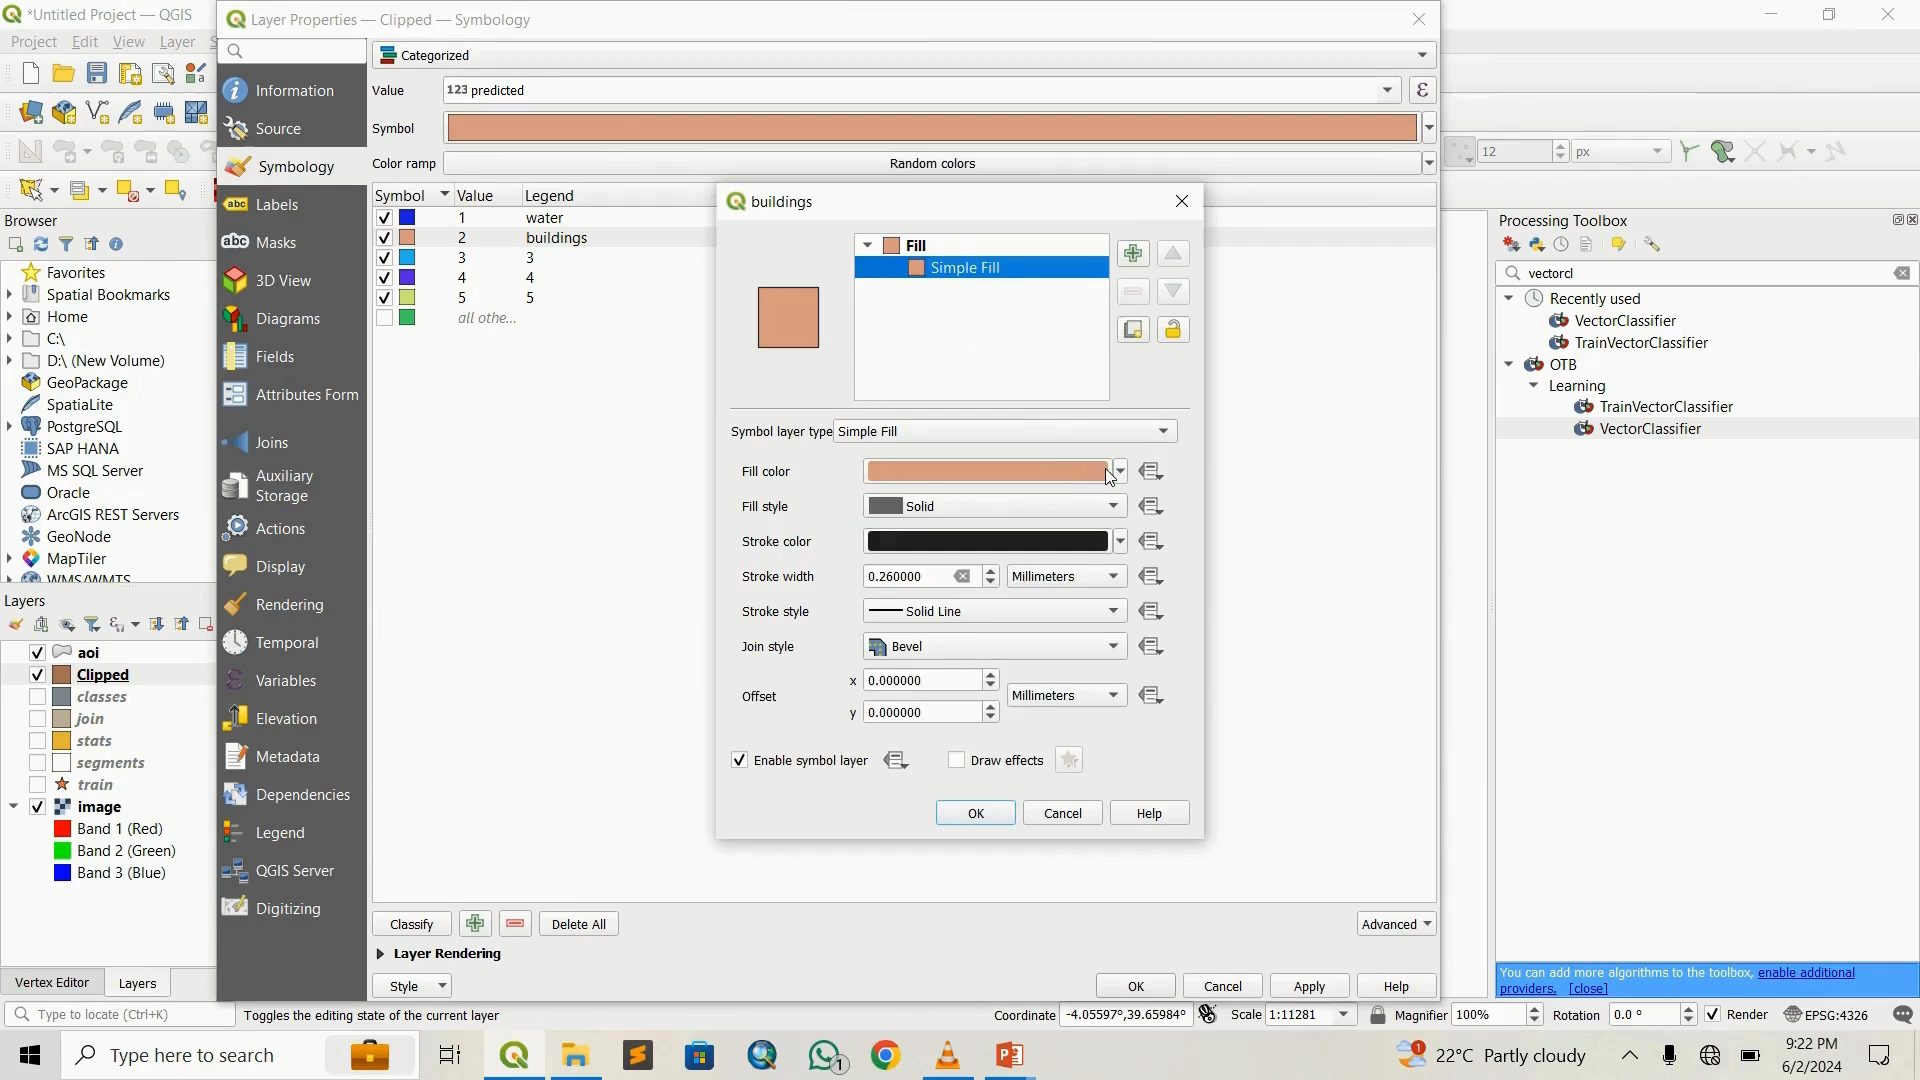 *Untitled Project — QGIS
Project Edit View Layer S
Browser
Favorites
Spatial Bookmarks
Home
C:\
D:\ (New Volume)
GeoPackage
SpatiaLite
PostgreSQL
SAP HANA
MS SQL Server
Oracle
ArcGIS REST Servers
GeoNode
MapTiler
WMS/WMTS
Layers
aoi
Clipped
classes
join
stats
segments
train
image
Band 1 (Red)
Band 2 (Green)
Band 3 (Blue)
Vertex Editor Layers
Layer Properties — Clipped — Symbology
Information
Source
Symbology
abc Labels
abc Masks
3D View
Diagrams
Fields
Attributes Form
Joins
Auxiliary
Storage
Actions
Display
Rendering
Temporal
Variables
Elevation
Metadata
Dependencies
Legend
QGIS Server
Digitizing
Categorized
Value 123 predicted ε
Symbol
Color ramp Random colors
Symbol Value Legend
1 water
2 buildings
3 3
4 4
5 5
all othe...
buildings
Fill
Simple Fill
Symbol layer type Simple Fill
Fill color
Fill style Solid
Stroke color
Stroke width 0.260000 Millimeters
Stroke style Solid Line
Join style Bevel
Offset x 0.000000 Millimeters
y 0.000000
Enable symbol layer Draw effects
OK Cancel Help
Classify Delete All Advanced
Layer Rendering
Style OK Cancel Apply Help
12 px
Processing Toolbox
vectorcl
Recently used
VectorClassifier
TrainVectorClassifier
OTB
Learning
TrainVectorClassifier
VectorClassifier
You can add more algorithms to the toolbox, enable additional
providers. [close]
Type to locate (Ctrl+K) Toggles the editing state of the current layer Coordinate -4.05597°,39.65984° Scale 1:11281 Magnifier 100% Rotation 0.0 ° Render EPSG:4326
Type here to search 1 1 22°C Partly cloudy 9:22 PM
6/2/2024